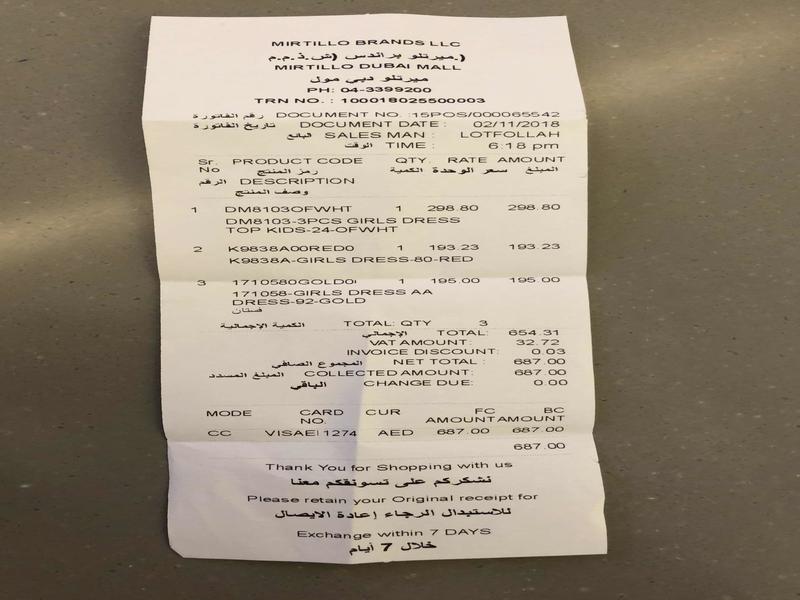 MIRTILLO BRANDS LLC
ميرتلو براندس (ش.ذ.م.م.)
MIRTILLO DUBAI MALL
ميرتلو دبي مول
PH: 04-3399200
TRN NO. : 100018025500003
رقم الفاتورة DOCUMENT NO. :15POS/000065542
تاريخ الفاتورة DOCUMENT DATE : 02/11/2018
البائع SALES MAN : LOTFOLLAH
الوقت TIME : 6:18 pm
Sr. PRODUCT CODE QTY. RATE AMOUNT
No رمز المنتج الكمية سعر الوحدة المبلغ
الرقم DESCRIPTION
وصف المنتج
1 DM8103OFWHT 1 298.80 298.80
DM8103-3PCS GIRLS DRESS
TOP KIDS-24-OFWHT
2 K9838A00RED0 1 193.23 193.23
K9838A-GIRLS DRESS-80-RED
3 1710580GOLD0 1 195.00 195.00
171058-GIRLS DRESS AA
DRESS-92-GOLD
فستان
الكمية الإجمالية TOTAL: QTY 3
الإجمالي TOTAL: 654.31
VAT AMOUNT: 32.72
INVOICE DISCOUNT: 0.03
المجموع الصافي NET TOTAL : 687.00
المبلغ المسدد COLLECTED AMOUNT: 687.00
الباقي CHANGE DUE: 0.00
MODE CARD CUR FC BC
NO. AMOUNT AMOUNT
CC VISAE 1274 AED 687.00 687.00
687.00
Thank You for Shopping with us
نشكركم على تسوقكم معنا
Please retain your Original receipt for
للاستبدال الرجاء إعادة الايصال
Exchange within 7 DAYS
خلال 7 أيام